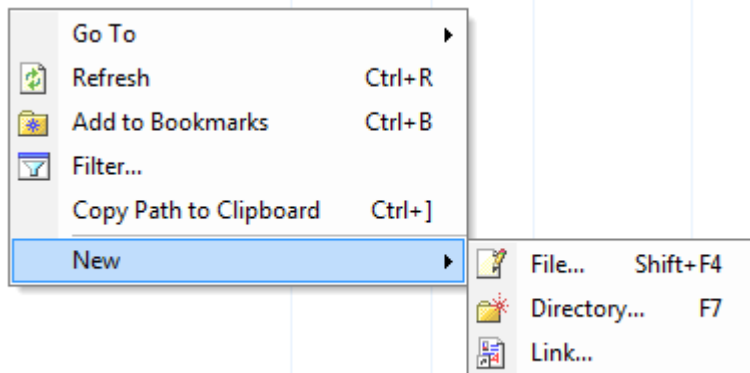 Go To
Refresh Ctrl+R
Add to Bookmarks Ctrl+B
Filter...
Copy Path to Clipboard Ctrl+]
New
File... Shift+F4
Directory... F7
Link...